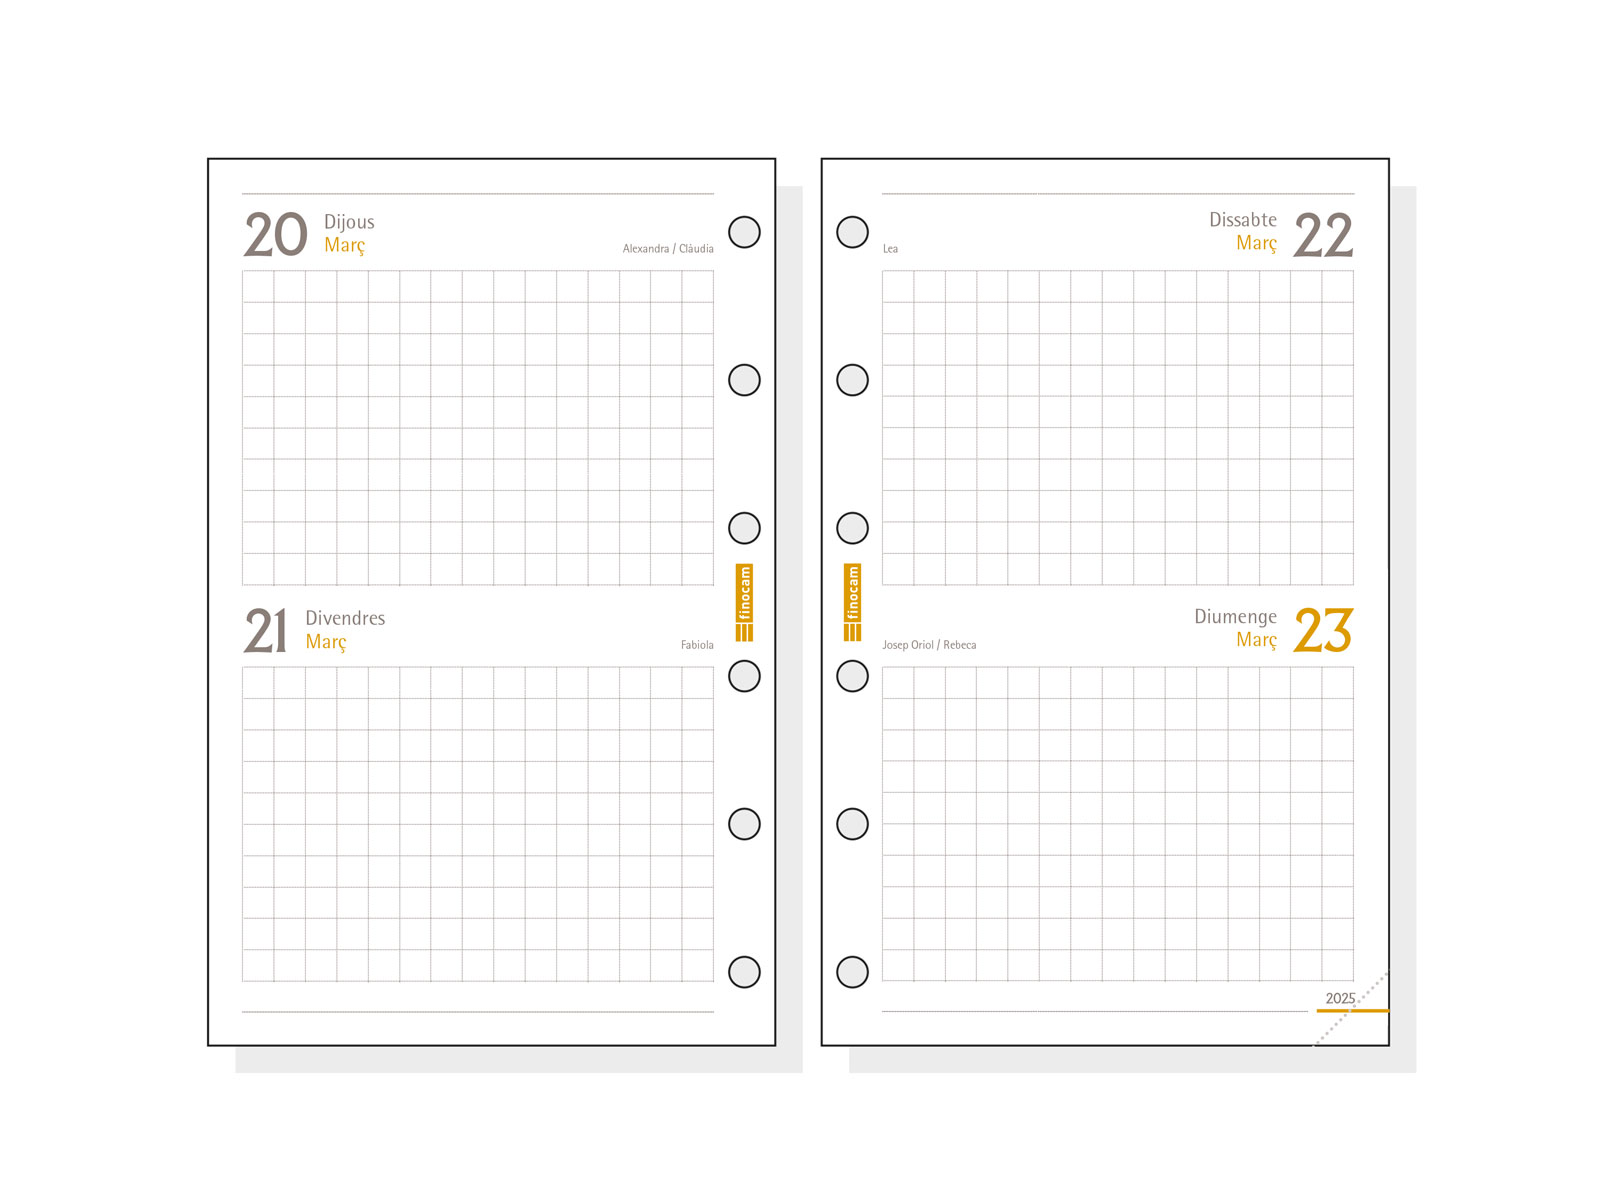 20
Dijous
Març
Alexandra / Clàudia
finocam
21
Divendres
Març
Fabiola
Lea
Dissabte
Març
22
finocam
Josep Oriol / Rebeca
Diumenge
Març
23
2025